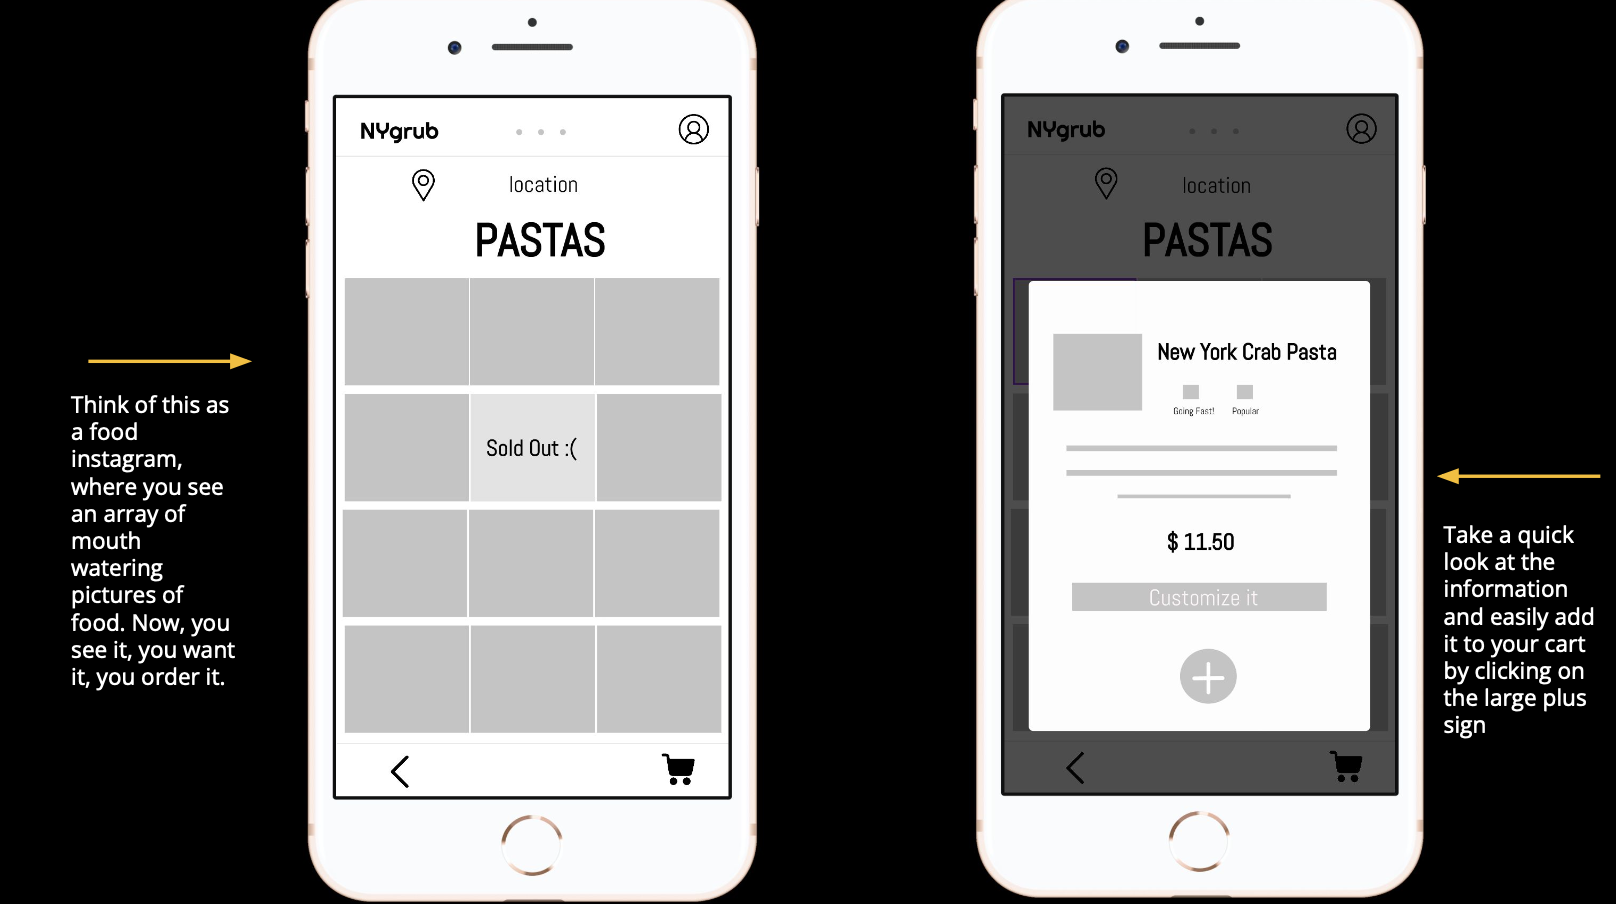 NYgrub
location
PASTAS
Sold Out :(
Think of this as
a food
instagram,
where you see
an array of
mouth
watering
pictures of
food. Now, you
see it, you want
it, you order it.
NYgrub
location
PASTAS
New York Crab Pasta
Going Fast!
Popular
$ 11.50
Customize it
Take a quick
look at the
information
and easily add
it to your cart
by clicking on
the large plus
sign